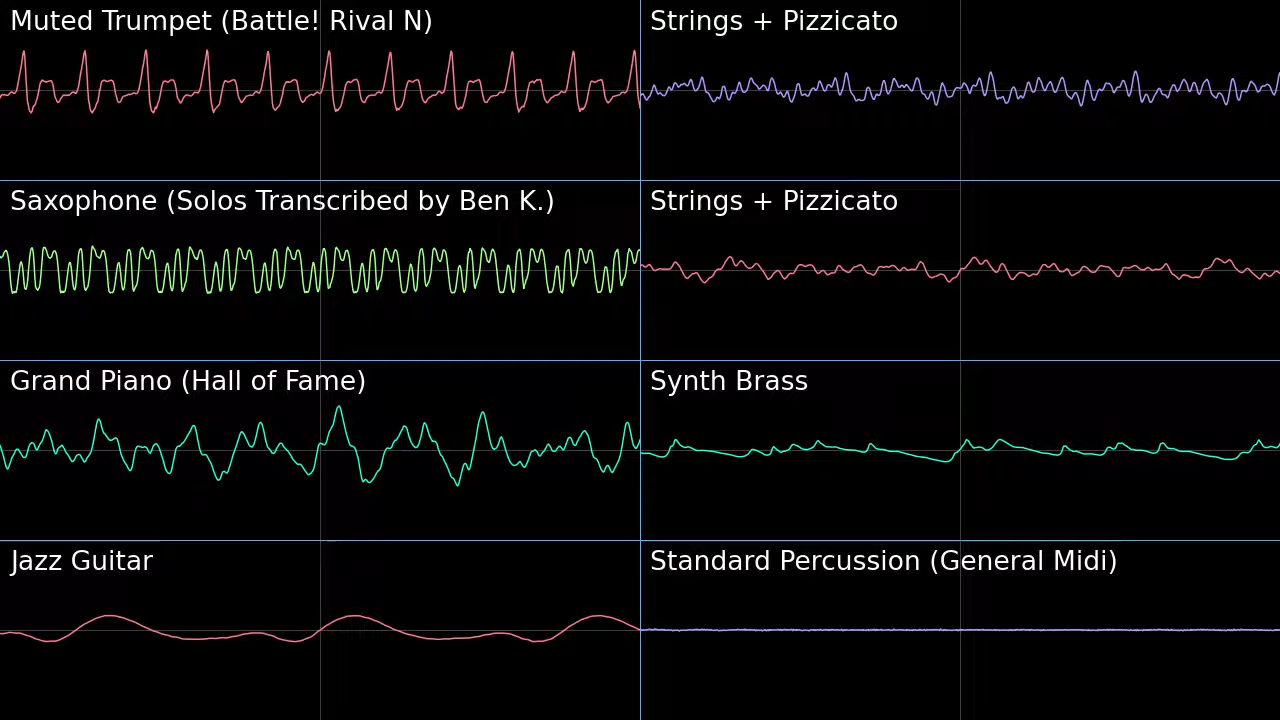 Muted Trumpet (Battle! Rival N)
Strings + Pizzicato
Saxophone (Solos Transcribed by Ben K.)
Strings + Pizzicato
Grand Piano (Hall of Fame)
Synth Brass
Jazz Guitar
Standard Percussion (General Midi)